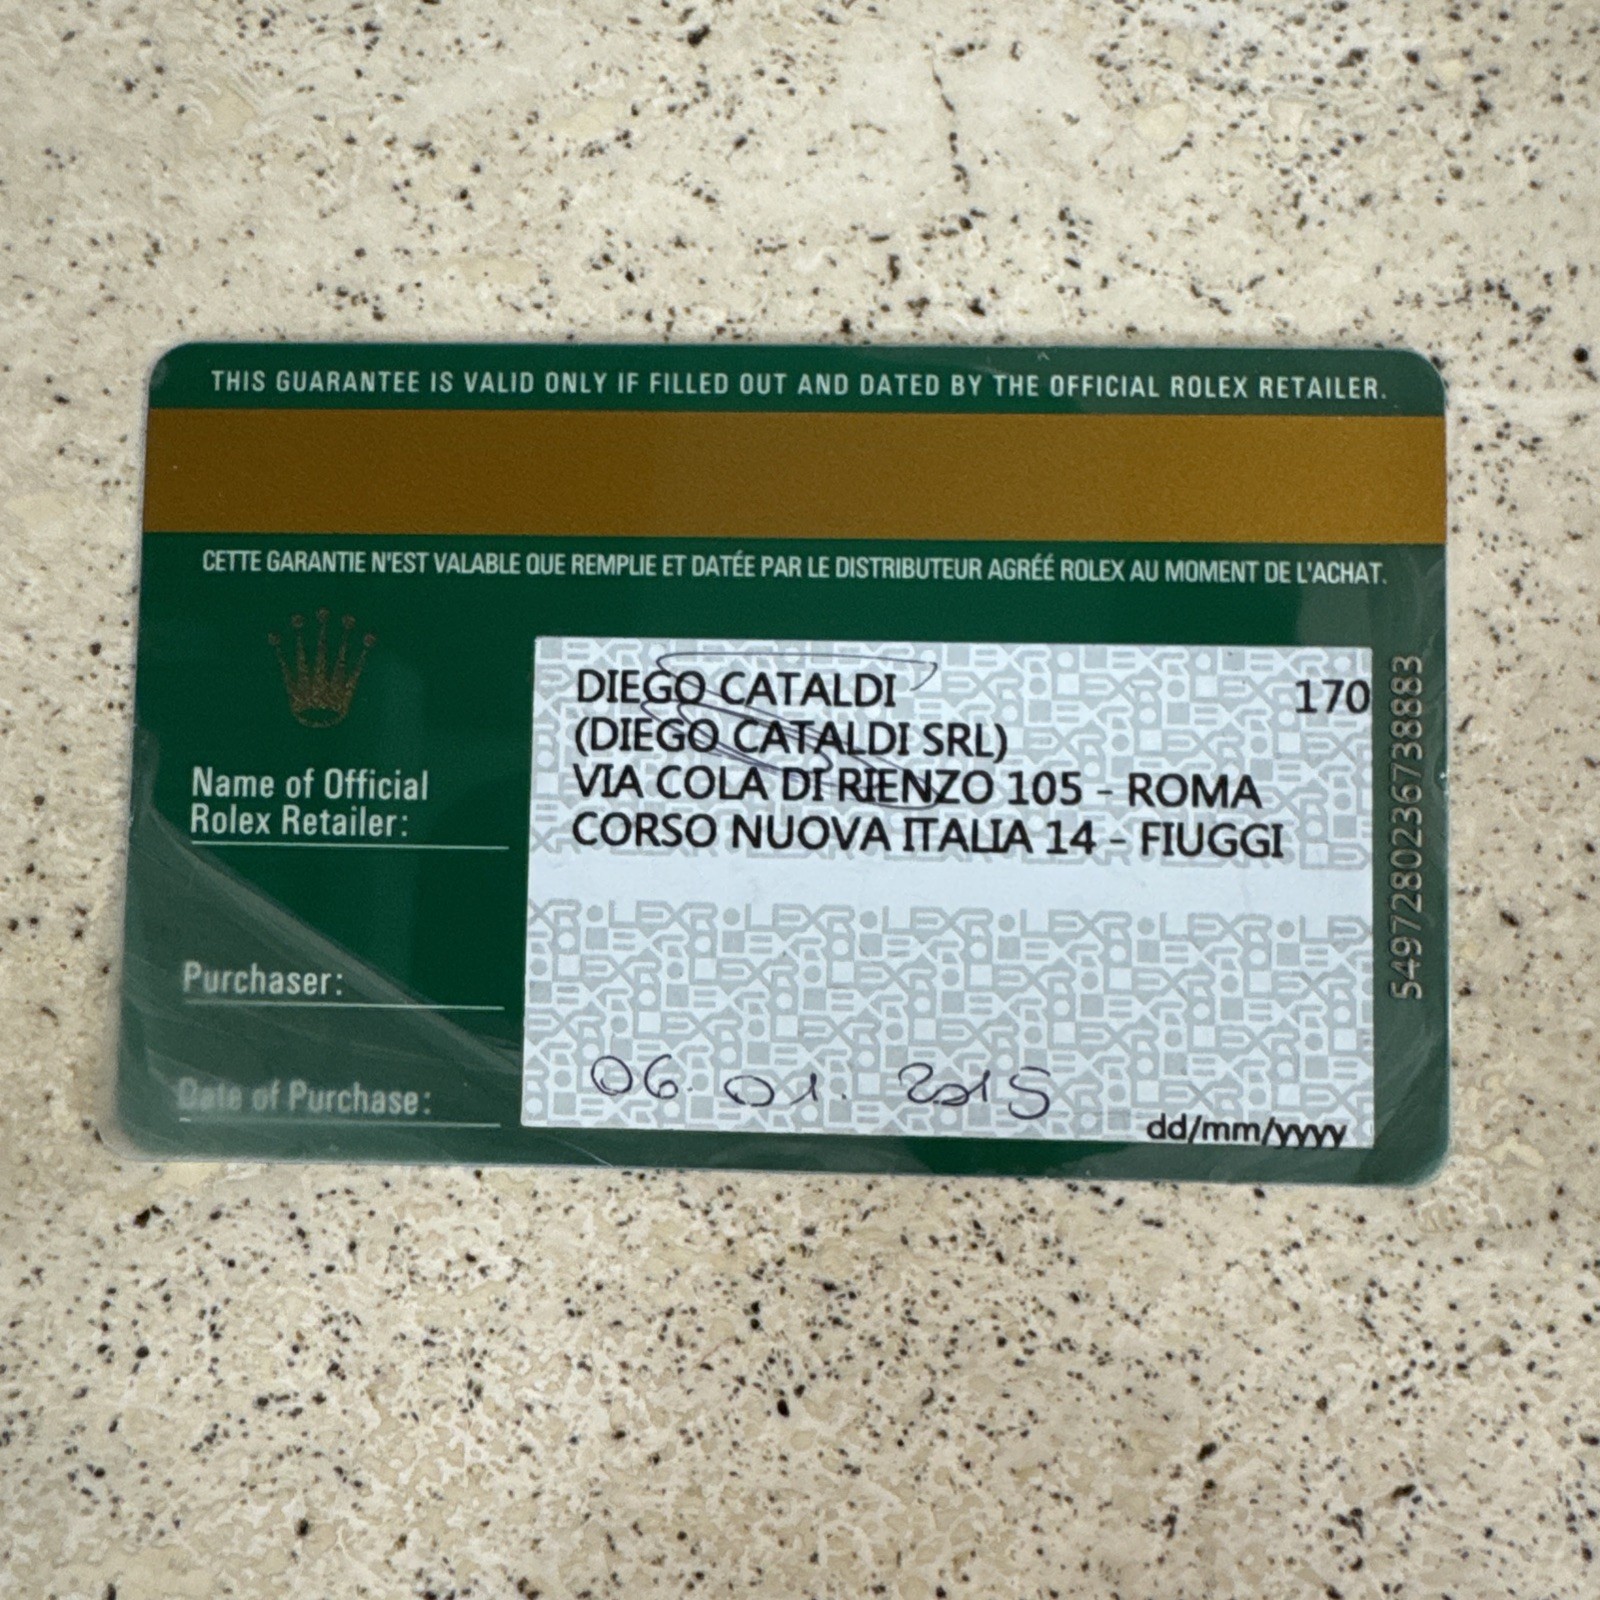 THIS GUARANTEE IS VALID ONLY IF FILLED OUT AND DATED BY THE OFFICIAL ROLEX RETAILER.
CETTE GARANTIE N'EST VALABLE QUE REMPLIE ET DATÉE PAR LE DISTRIBUTEUR AGRÉÉ ROLEX AU MOMENT DE L'ACHAT.
DIEGO CATALDI 170
(DIEGO CATALDI SRL)
VIA COLA DI RIENZO 105 - ROMA
CORSO NUOVA ITALIA 14 - FIUGGI
Name of Official
Rolex Retailer:
Purchaser:
Date of Purchase:
06. 01. 2015
dd/mm/yyyy
5497280236738883